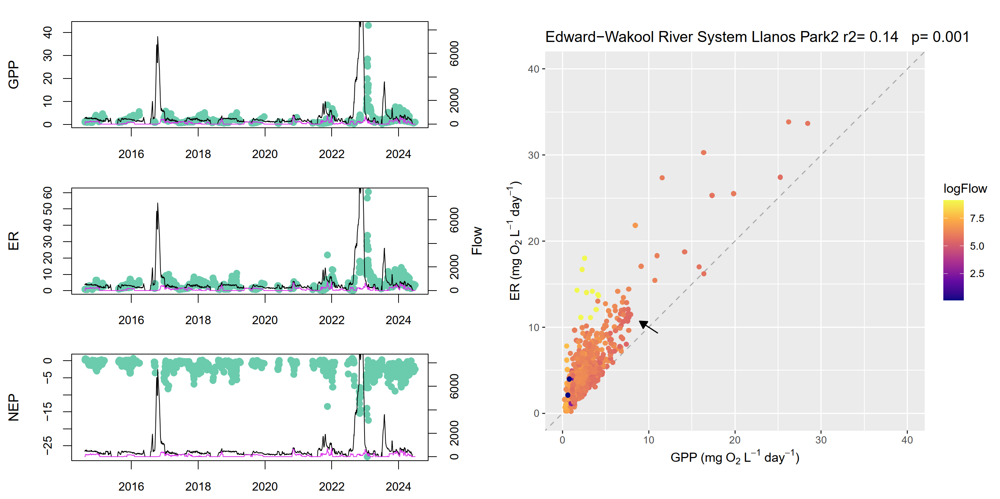 GPP
0 10 20 30 40
0 2000 6000
2016 2018 2020 2022 2024
ER
0 10 20 30 40 50 60
0 2000 6000
Flow
2016 2018 2020 2022 2024
NEP
−25 −15 −5 0
0 2000 6000
2016 2018 2020 2022 2024
Edward−Wakool River System Llanos Park2 r2= 0.14 p= 0.001
ER (mg O₂ L⁻¹ day⁻¹)
40
30
20
10
0
0 10 20 30 40
GPP (mg O₂ L⁻¹ day⁻¹)
logFlow
7.5
5.0
2.5